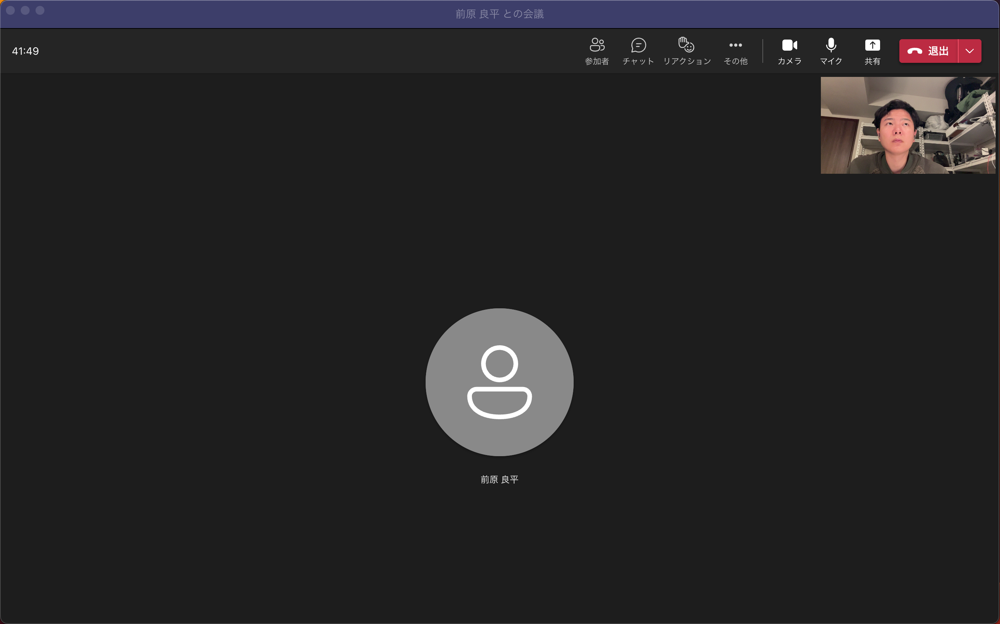 前原 良平 との会議
41:49
参加者
チャット
リアクション
その他
カメラ
マイク
共有
退出
前原 良平